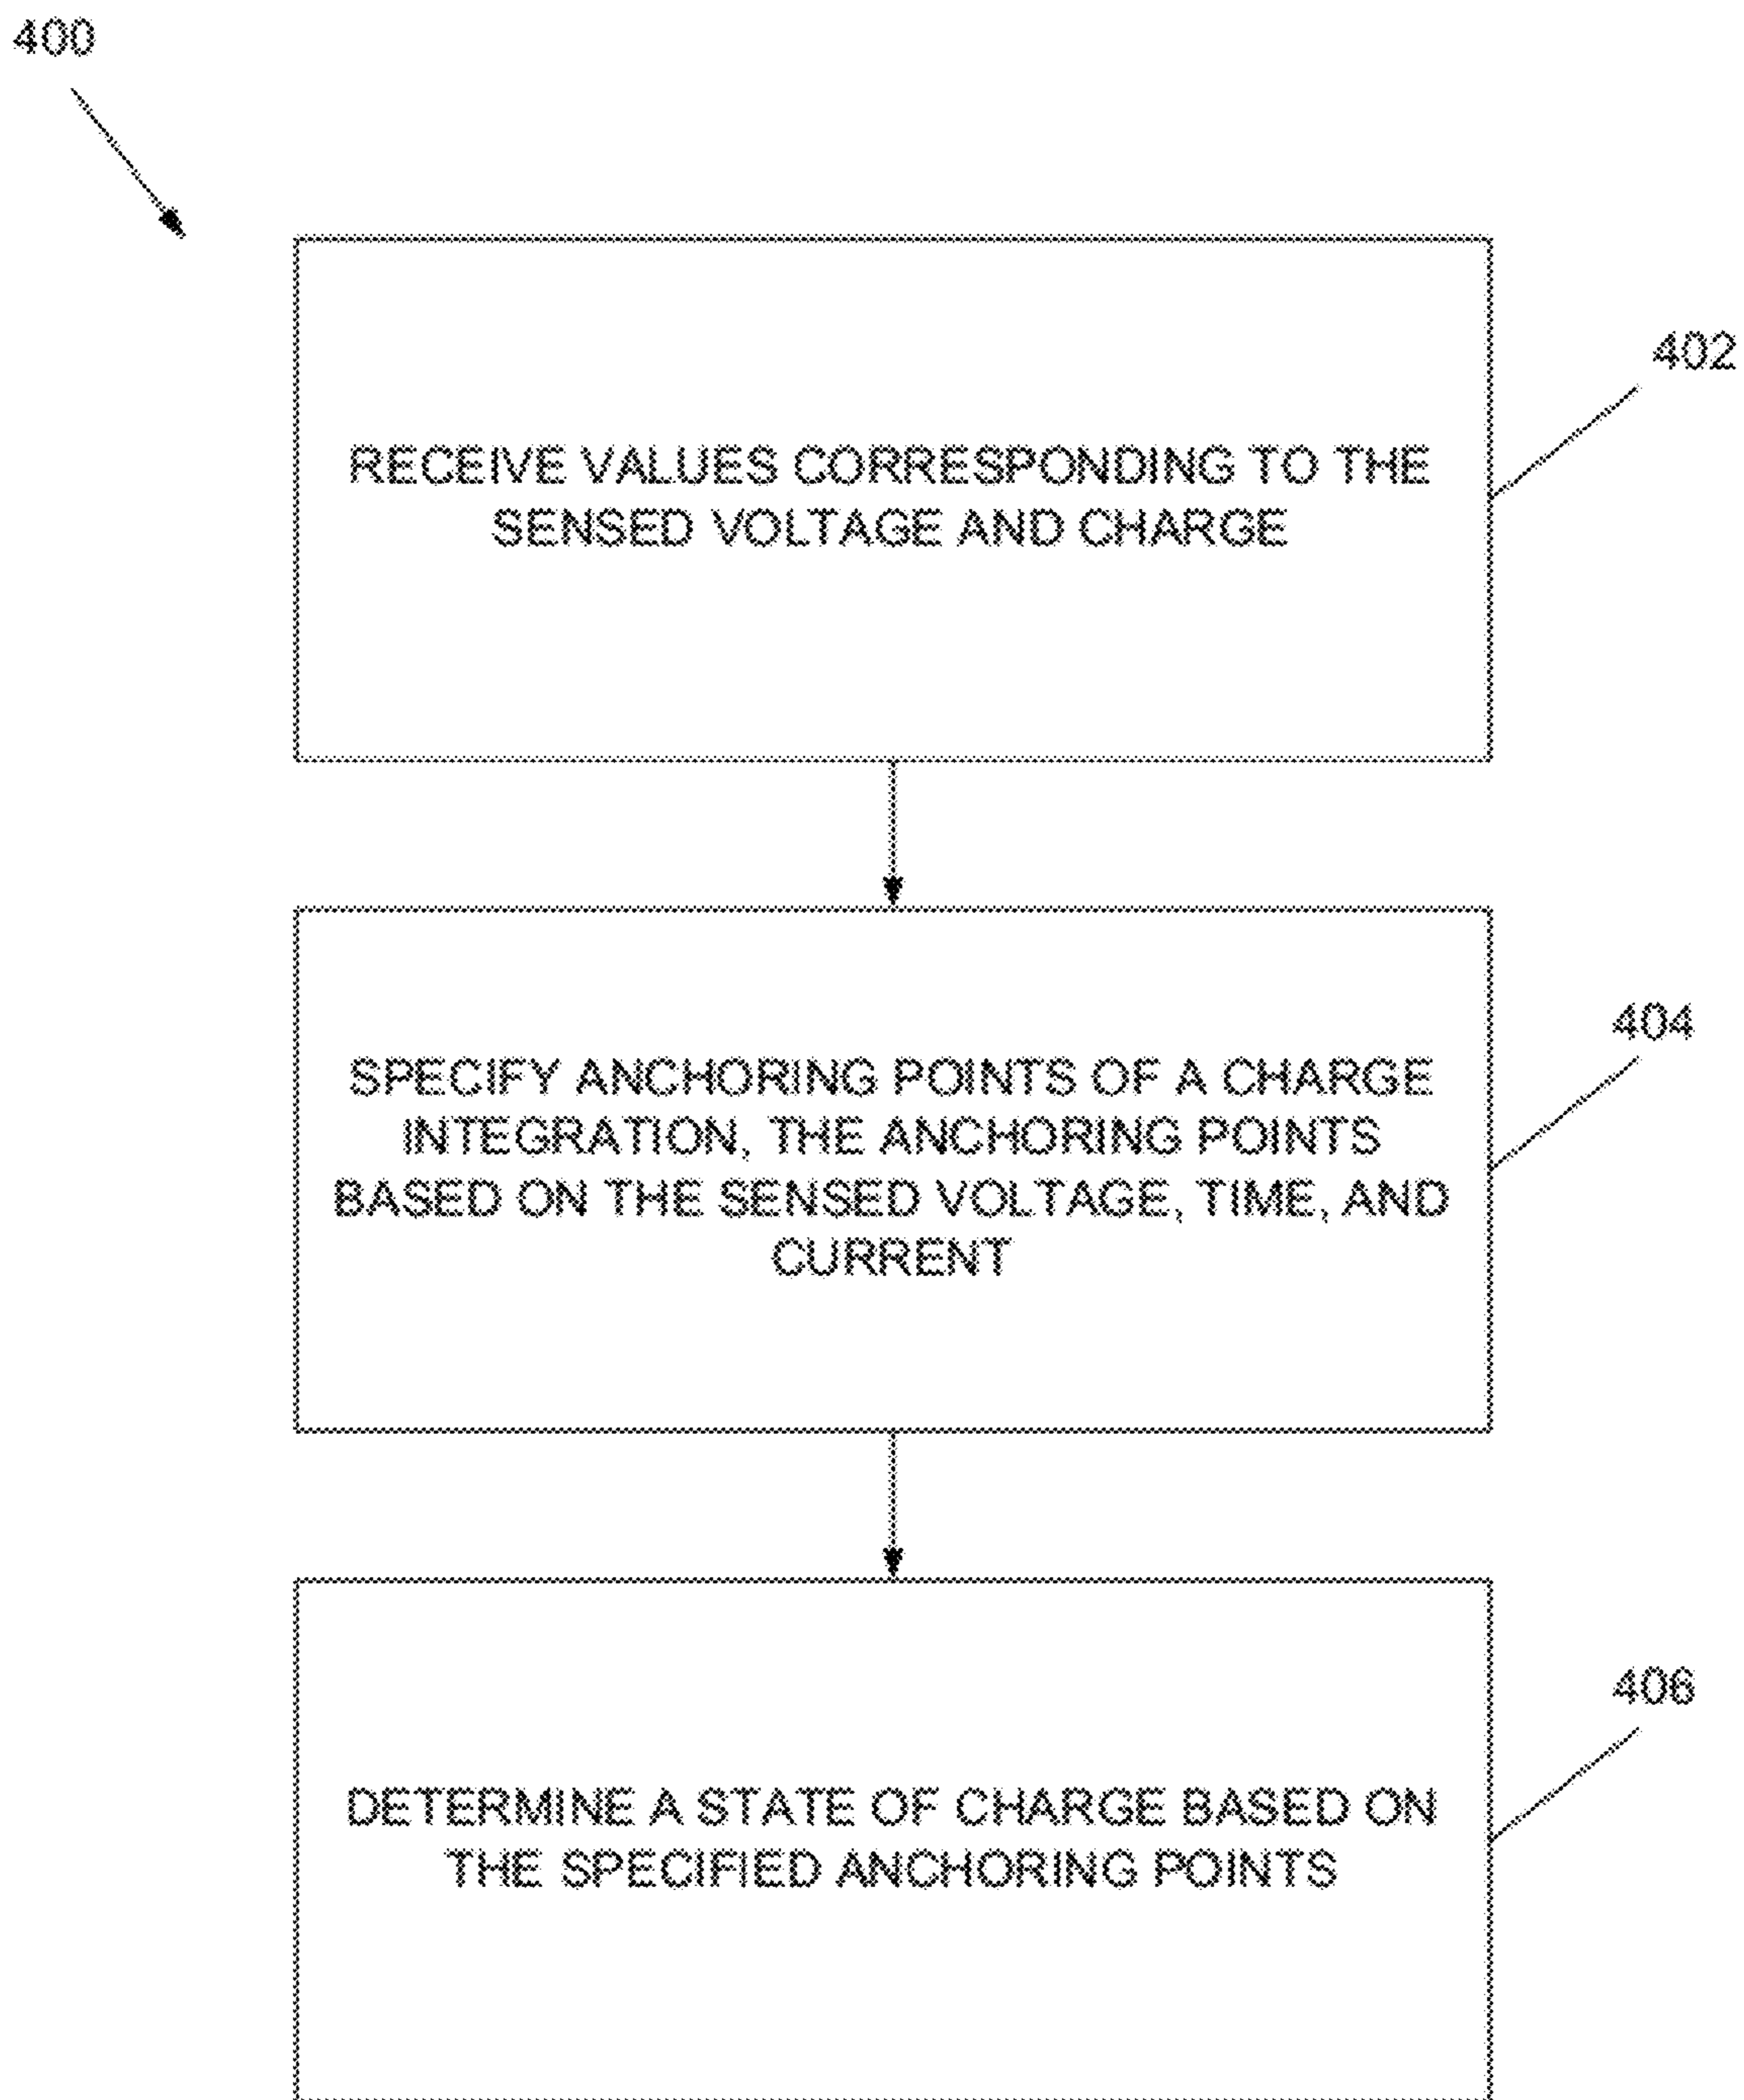 400
402
RECEIVE VALUES CORRESPONDING TO THE
SENSED VOLTAGE AND CHARGE
404
SPECIFY ANCHORING POINTS OF A CHARGE
INTEGRATION, THE ANCHORING POINTS
BASED ON THE SENSED VOLTAGE, TIME, AND
CURRENT
406
DETERMINE A STATE OF CHARGE BASED ON
THE SPECIFIED ANCHORING POINTS